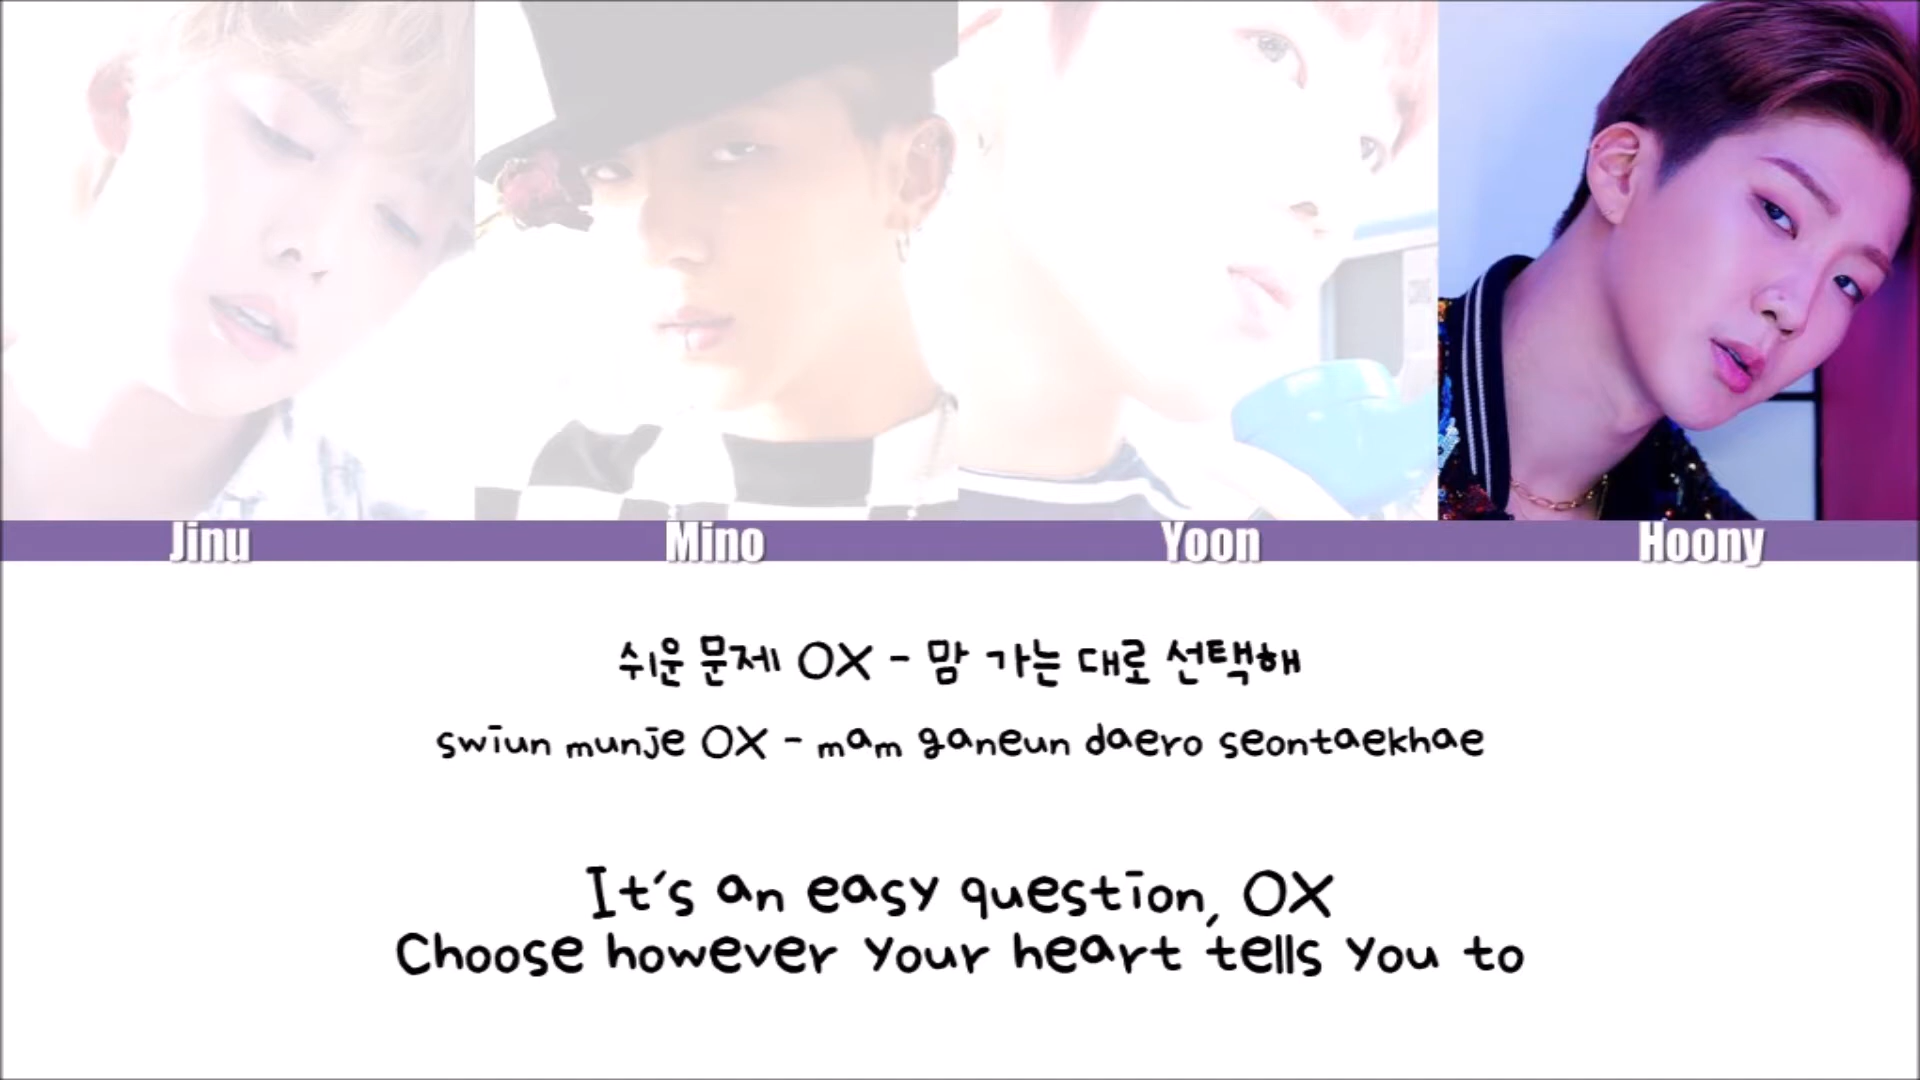 Jinu Mino Yoon Hoony
쉬운 문제 OX - 맘 가는 대로 선택해
swiun munje OX - mam ganeun daero seontaekhae
It's an easy question, OX
Choose however your heart tells you to